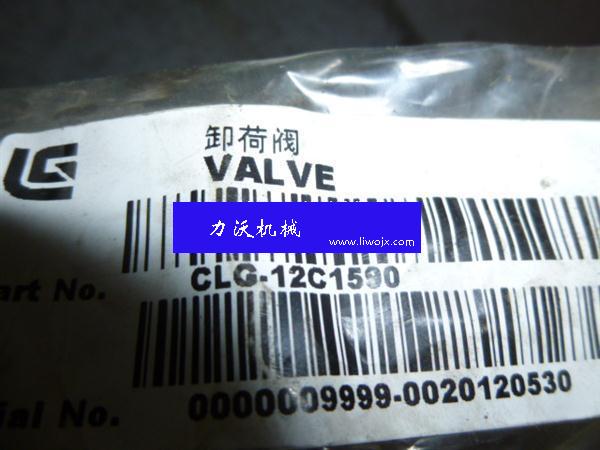 卸荷阀
VALVE
力沃机械
www.liwojx.com
art No.
CLG-12C1590
ial No.
0000009999-0020120530